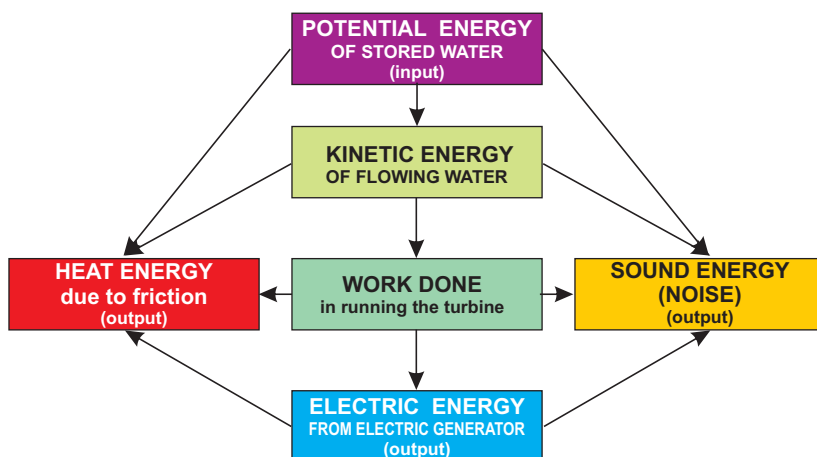 POTENTIAL ENERGY
OF STORED WATER
(input)
KINETIC ENERGY
OF FLOWING WATER
HEAT ENERGY
due to friction
(output)
WORK DONE
in running the turbine
SOUND ENERGY
(NOISE)
(output)
ELECTRIC ENERGY
FROM ELECTRIC GENERATOR
(output)